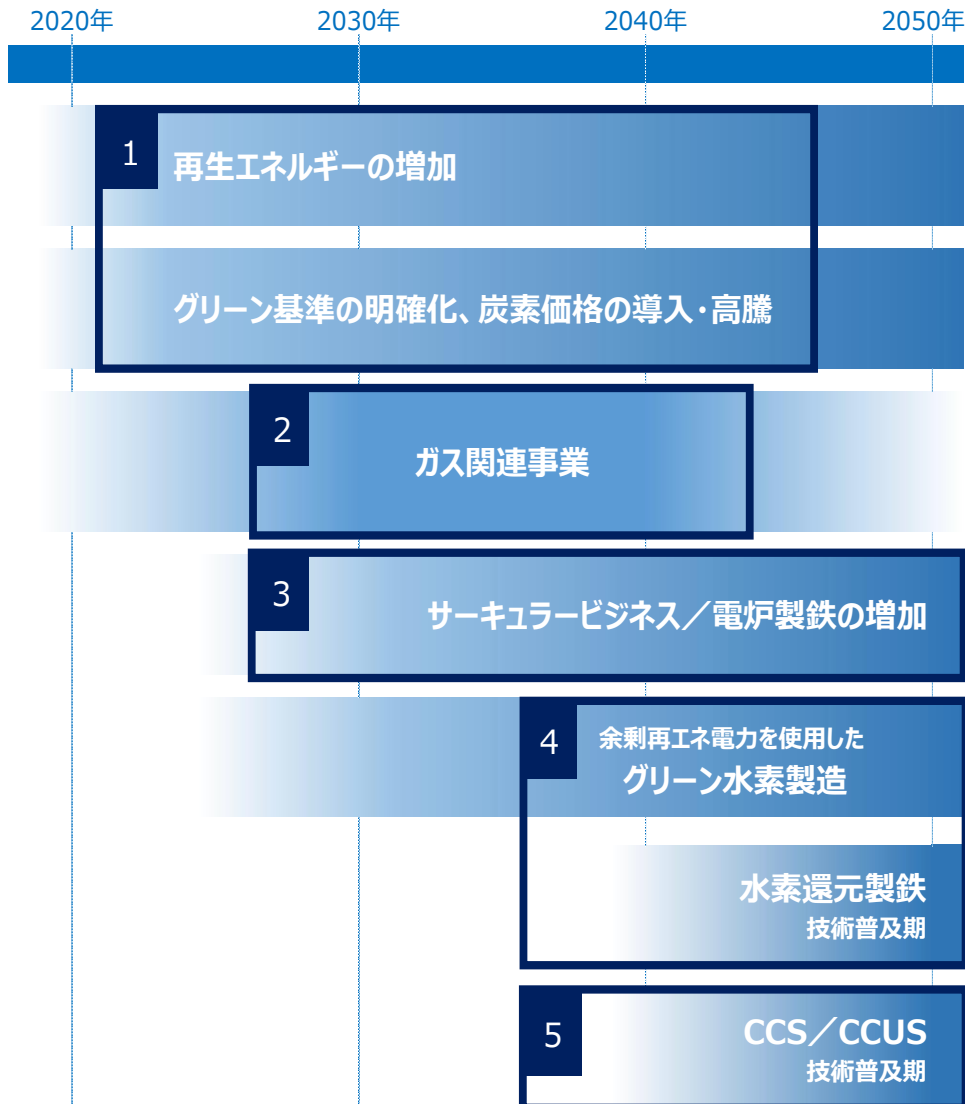 2020年 2030年 2040年 2050年
1
再生エネルギーの増加
グリーン基準の明確化、炭素価格の導入・高騰
2
ガス関連事業
3
サーキュラービジネス／電炉製鉄の増加
4
余剰再エネ電力を使用した
グリーン水素製造
水素還元製鉄
技術普及期
5
CCS／CCUS
技術普及期